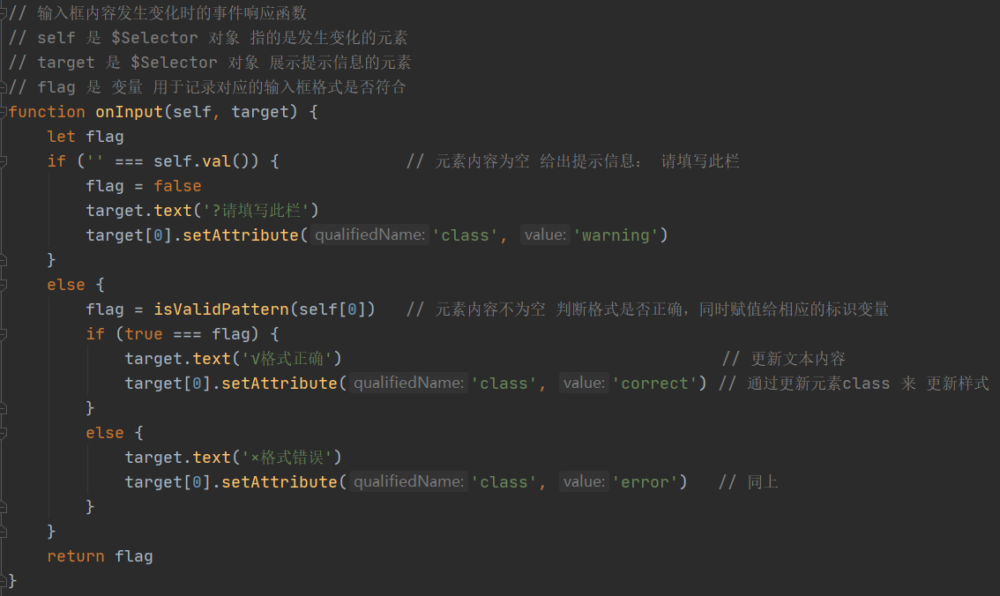 // 输入框内容发生变化时的事件响应函数
// self 是 $Selector 对象 指的是发生变化的元素
// target 是 $Selector 对象 展示提示信息的元素
// flag 是 变量 用于记录对应的输入框格式是否符合
function onInput(self, target) {
    let flag
    if ('' === self.val()) {             // 元素内容为空 给出提示信息： 请填写此栏
        flag = false
        target.text('?请填写此栏')
        target[0].setAttribute( qualifiedName: 'class', value: 'warning')
    }
    else {
        flag = isValidPattern(self[0])   // 元素内容不为空 判断格式是否正确，同时赋值给相应的标识变量
        if (true === flag) {
            target.text('√格式正确')                                       // 更新文本内容
            target[0].setAttribute( qualifiedName: 'class', value: 'correct') // 通过更新元素class 来 更新样式
        }
        else {
            target.text('×格式错误')
            target[0].setAttribute( qualifiedName: 'class', value: 'error')   // 同上
        }
    }
    return flag
}